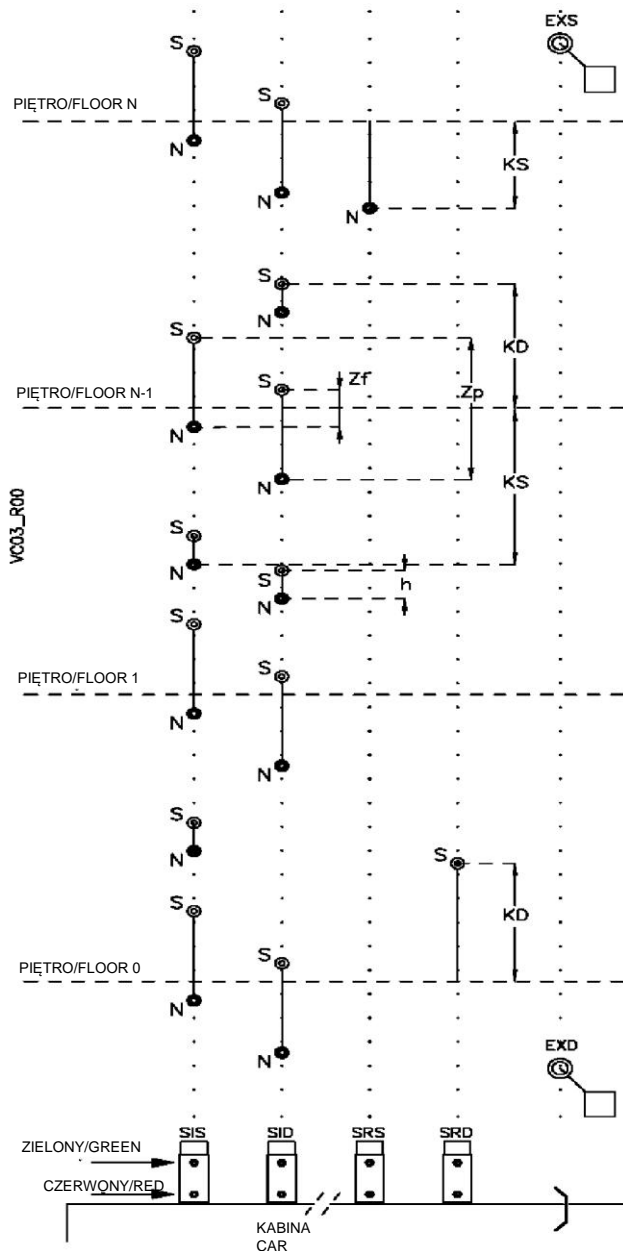 EXS
S
PIĘTRO/FLOOR N
S
N
KS
N
N
S
N
KD
S
Zp
S
Zf
PIĘTRO/FLOOR N-1
N
N
KS
V003_R00
S
N
S
h
N
S
PIĘTRO/FLOOR 1
S
N
N
S
N
S
KD
S
PIĘTRO/FLOOR 0
S
N
N
EXD
SIS SID SRS SRD
ZIELONY/GREEN
CZERWONY/RED
KABINA
CAR